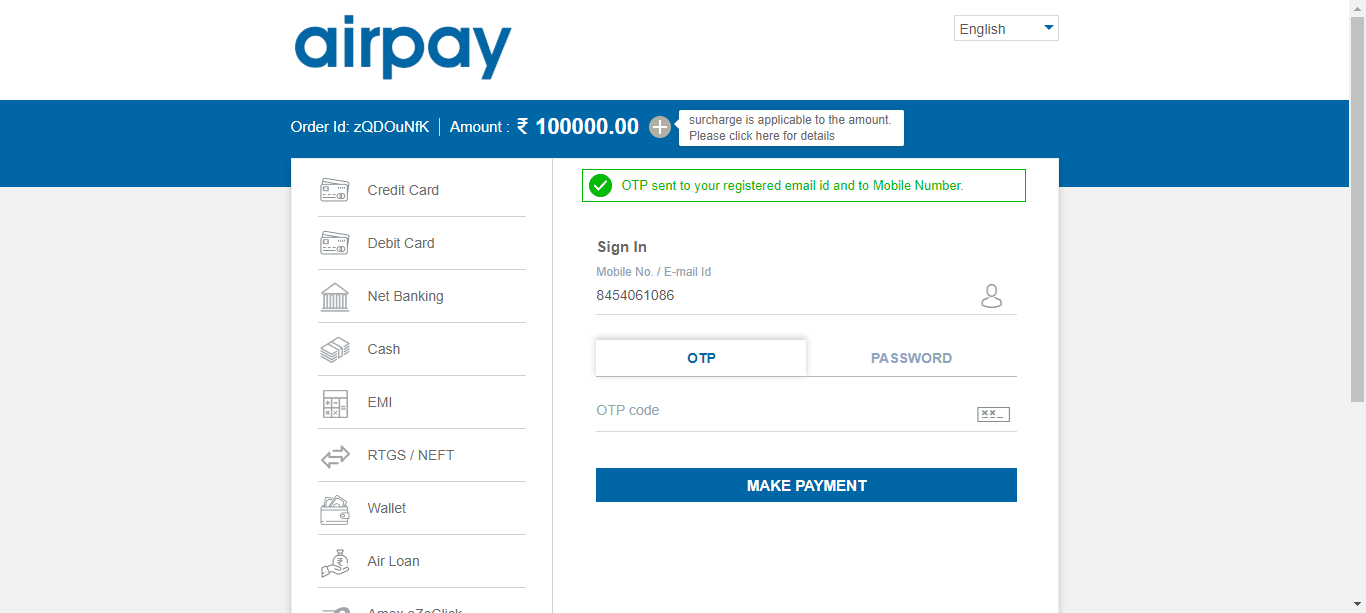 airpay
English
Order Id: zQDOuNfK | Amount : ₹ 100000.00
surcharge is applicable to the amount.
Please click here for details
Credit Card
Debit Card
Net Banking
Cash
EMI
RTGS / NEFT
Wallet
Air Loan
Amex eZeClick
OTP sent to your registered email id and to Mobile Number.
Sign In
Mobile No. / E-mail Id
8454061086
OTP
PASSWORD
OTP code
MAKE PAYMENT